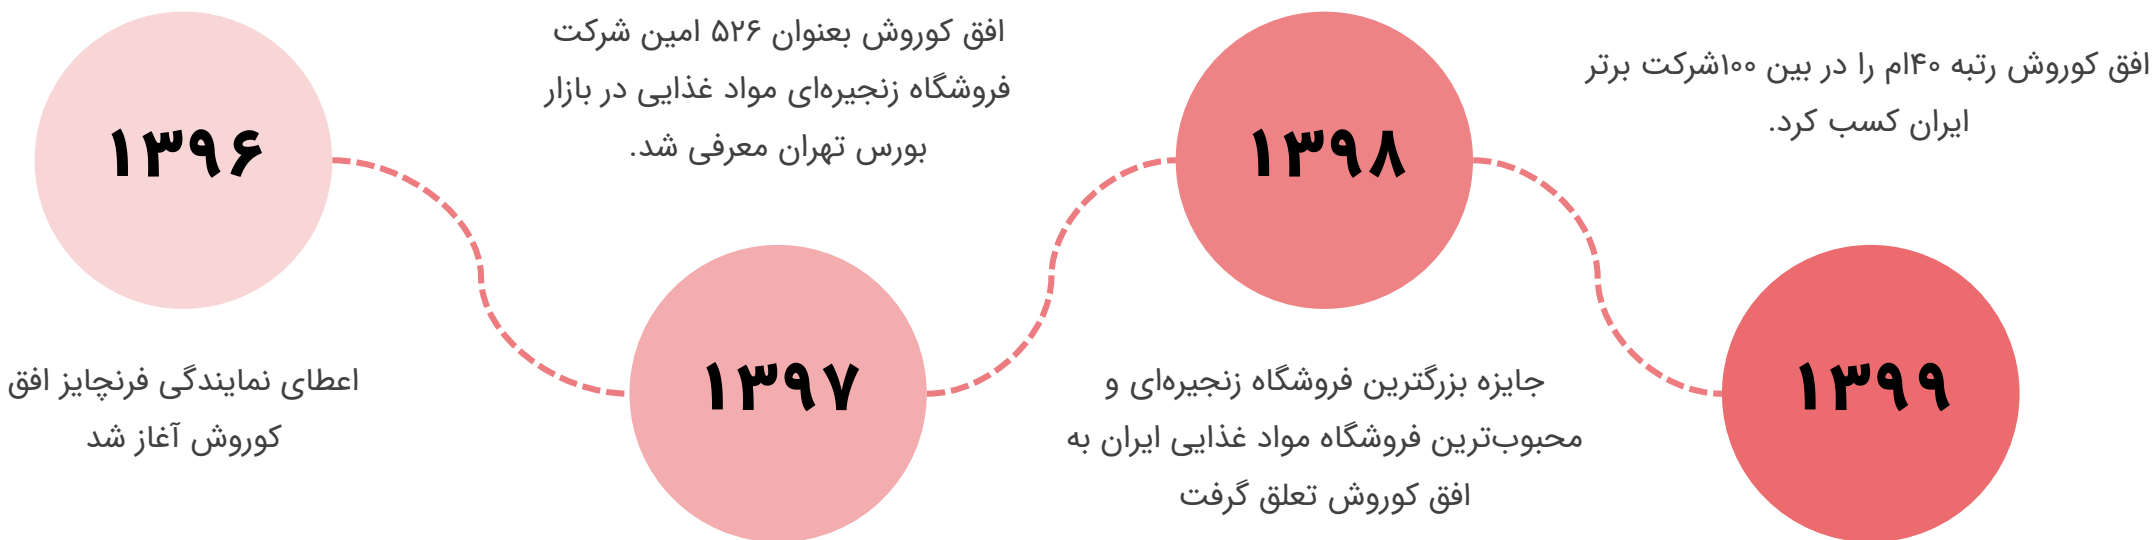 ۱۳۹۶
اعطای نمایندگی فرنچایز افق
کوروش آغاز شد
افق کوروش بعنوان ۵۲۶ امین شرکت
فروشگاه زنجیره‌ای مواد غذایی در بازار
بورس تهران معرفی شد.
۱۳۹۷
۱۳۹۸
جایزه بزرگترین فروشگاه زنجیره‌ای و
محبوب‌ترین فروشگاه مواد غذایی ایران به
افق کوروش تعلق گرفت
افق کوروش رتبه ۴۰ام را در بین ۱۰۰شرکت برتر
ایران کسب کرد.
۱۳۹۹